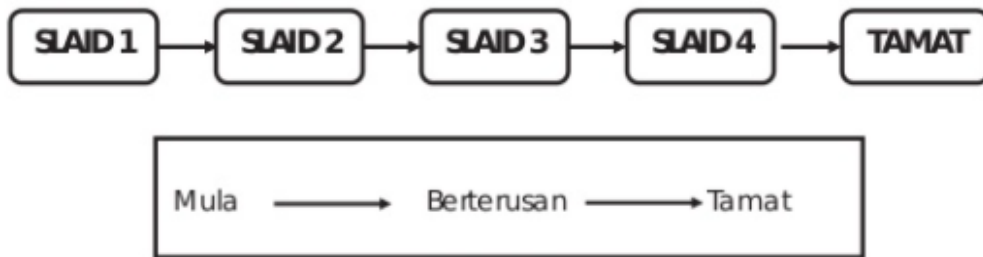 SLAID 1 SLAID 2 SLAID 3 SLAID 4 TAMAT
Mula Berterusan Tamat